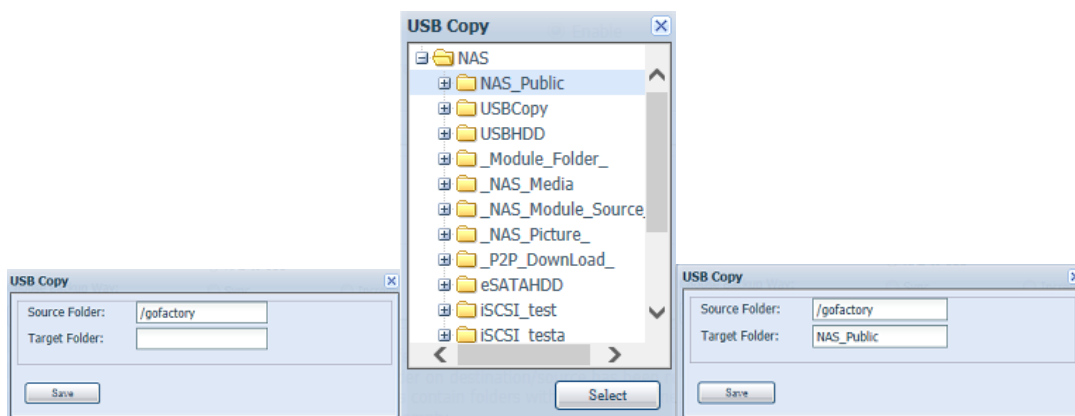 USB Copy
Source Folder: /gofactory
Target Folder:
Save
USB Copy
NAS
NAS_Public
USBCopy
USBHDD
_Module_Folder_
_NAS_Media
_NAS_Module_Source_
_NAS_Picture_
_P2P_DownLoad_
eSATAHDD
iSCSI_test
iSCSI_testa
Select
USB Copy
Source Folder: /gofactory
Target Folder: NAS_Public
Save